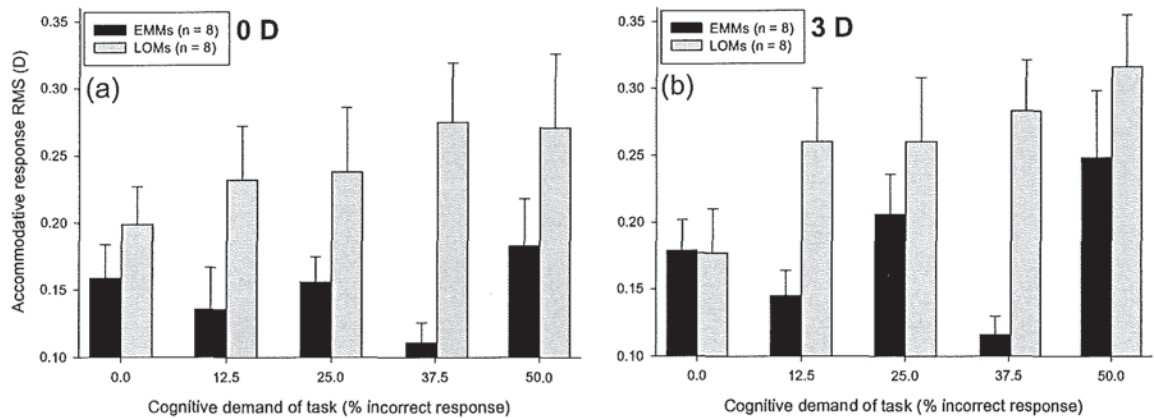 0.35
EMMs (n = 8)
LOMs (n = 8)
0 D
(a)
0.30
0.25
0.20
0.15
0.10
Accommodative response RMS (D)
0.0
12.5
25.0
37.5
50.0
Cognitive demand of task (% incorrect response)
0.35
EMMs (n = 8)
LOMs (n = 8)
3 D
(b)
0.30
0.25
0.20
0.15
0.10
0.0
12.5
25.0
37.5
50.0
Cognitive demand of task (% incorrect response)